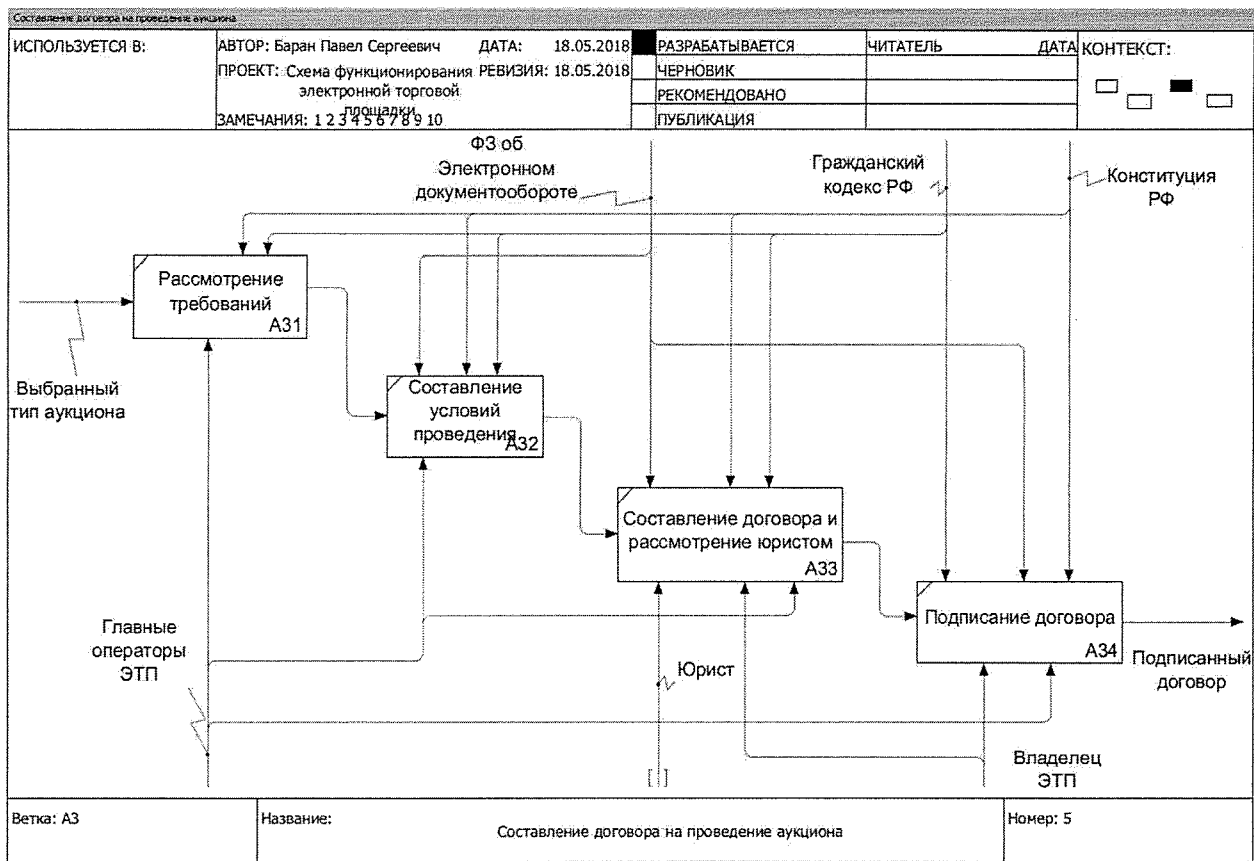 Составление договора на проведение аукциона
ИСПОЛЬЗУЕТСЯ В:
АВТОР: Баран Павел Сергеевич
ДАТА: 18.05.2018
ПРОЕКТ: Схема функционирования
электронной торговой
площадки
РЕВИЗИЯ: 18.05.2018
ЗАМЕЧАНИЯ: 1 2 3 4 5 6 7 8 9 10
РАЗРАБАТЫВАЕТСЯ
ЧЕРНОВИК
РЕКОМЕНДОВАНО
ПУБЛИКАЦИЯ
ЧИТАТЕЛЬ
ДАТА
КОНТЕКСТ:
ФЗ об
Электронном
документообороте
Гражданский
кодекс РФ
Конституция
РФ
Рассмотрение
требований
A31
Выбранный
тип аукциона
Составление
условий
проведения
A32
Составление договора и
рассмотрение юристом
A33
Подписание договора
A34
Главные
операторы
ЭТП
Юрист
Подписанный
договор
Владелец
ЭТП
Ветка: A3
Название:
Составление договора на проведение аукциона
Номер: 5